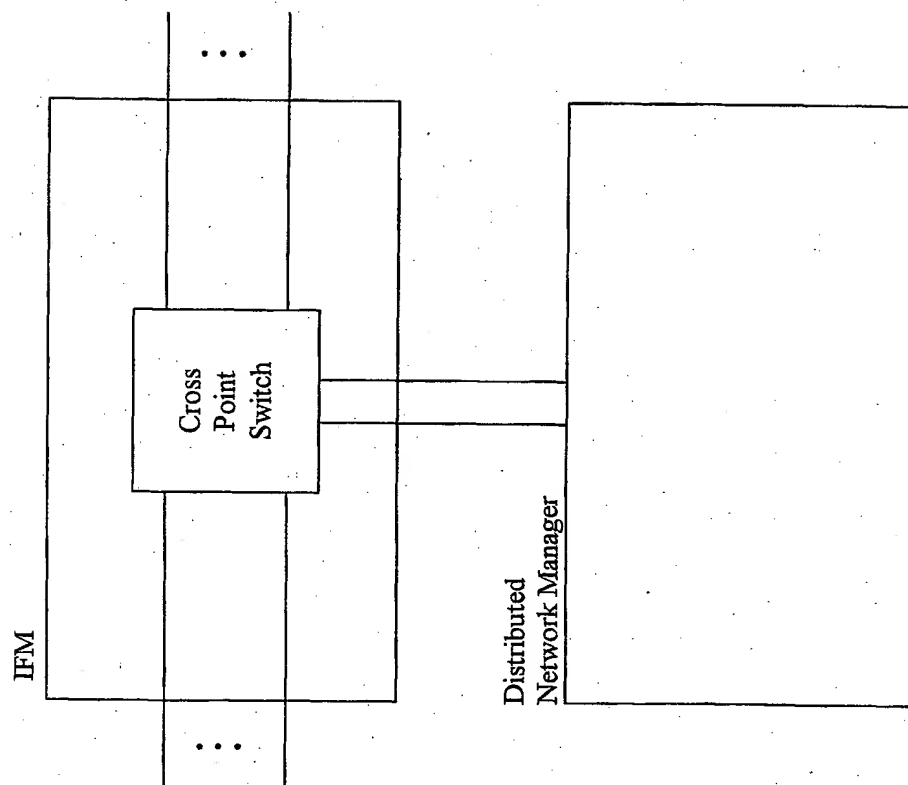 IFM
Cross
Point
Switch
Distributed
Network Manager